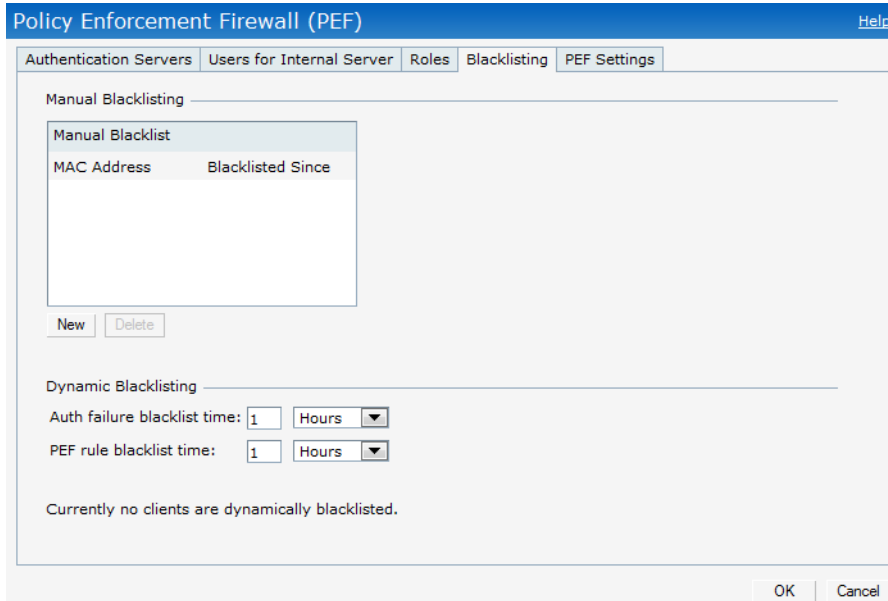 Policy Enforcement Firewall (PEF) Help
Authentication Servers Users for Internal Server Roles Blacklisting PEF Settings
Manual Blacklisting
Manual Blacklist
MAC Address Blacklisted Since
New Delete
Dynamic Blacklisting
Auth failure blacklist time: 1 Hours
PEF rule blacklist time: 1 Hours
Currently no clients are dynamically blacklisted.
OK Cancel